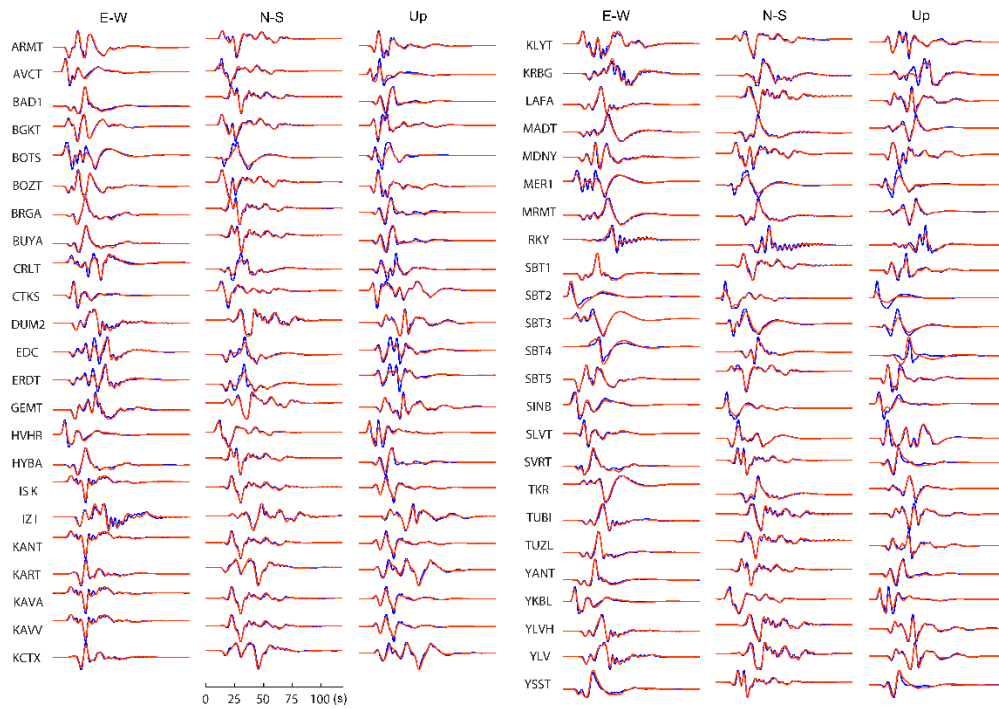 E-W N-S Up
ARMT
AVCT
BAD1
BGKT
BOTS
BOZT
BRGA
BUYA
CRLT
CTKS
DUM2
EDC
ERDT
GEMT
HVHR
HYBA
ISK
IZI
KANT
KART
KAVA
KAVV
KCTX
0 25 50 75 100 (s)
E-W N-S Up
KLYT
KRBG
LAFA
MADT
MDNY
MER1
MRMT
RKY
SBT1
SBT2
SBT3
SBT4
SBT5
SINB
SLVT
SVRT
TKR
TUBI
TUZL
YANT
YKBL
YLVH
YLV
YSST